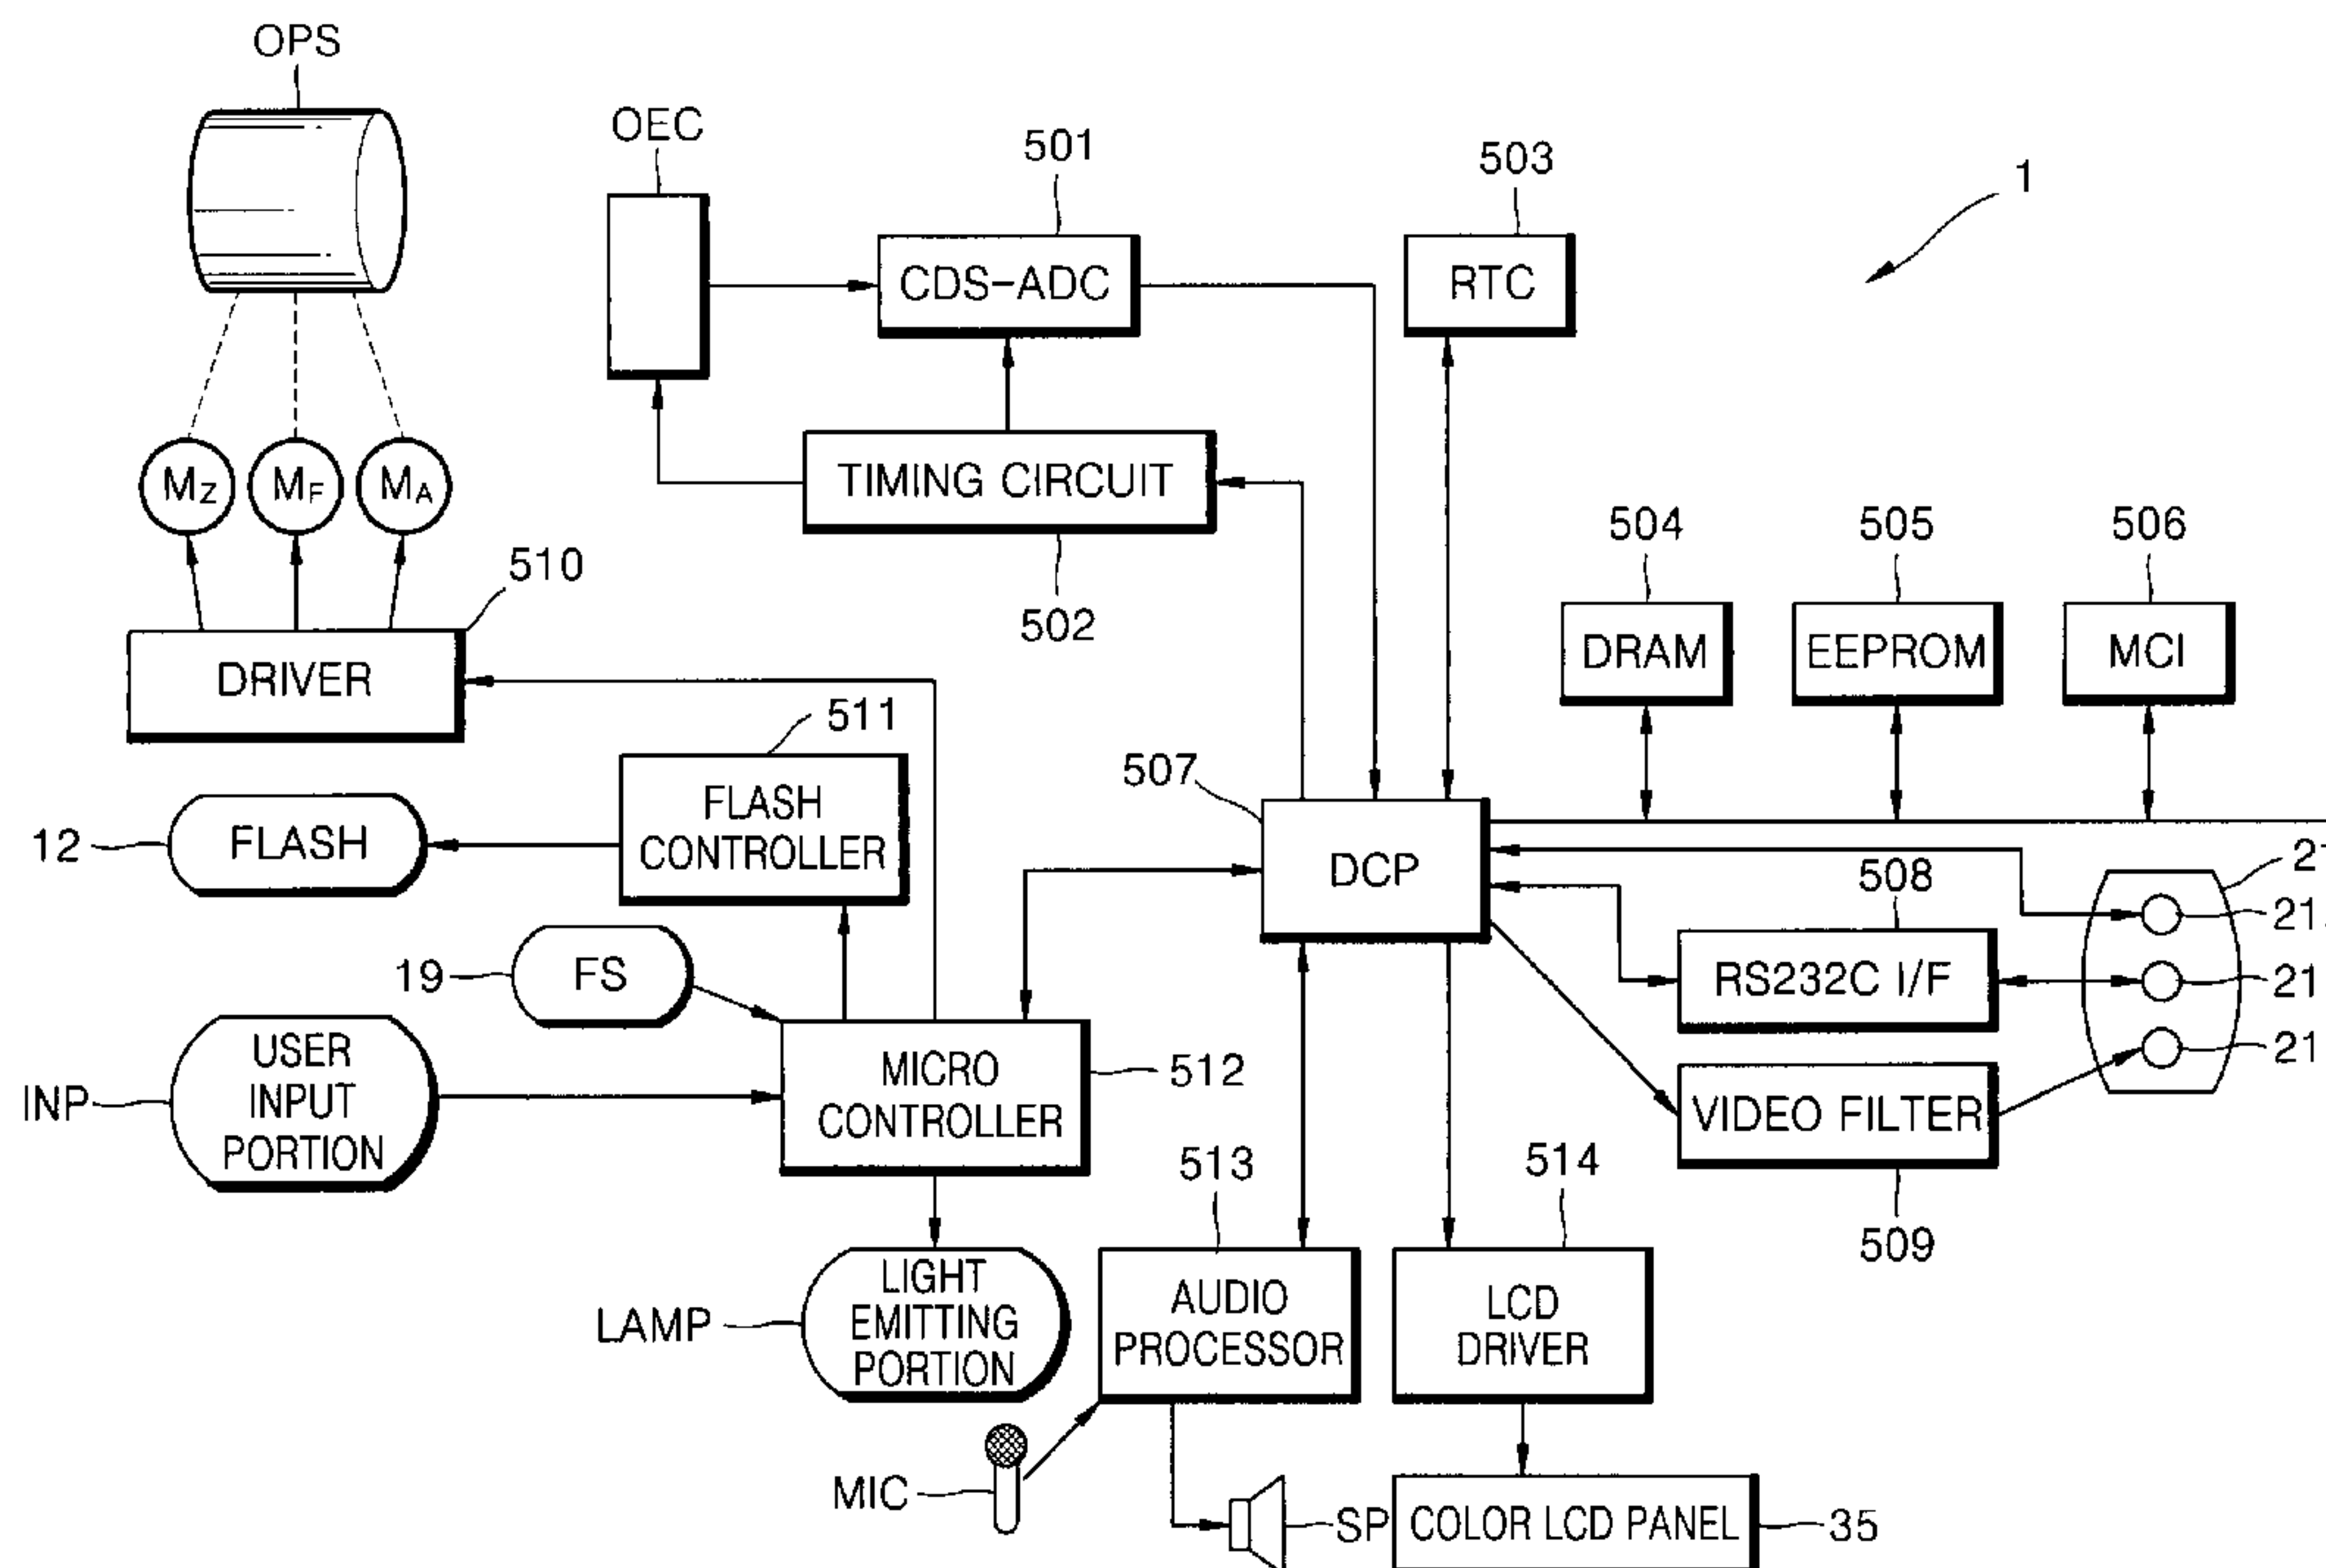 OPS
OEC
501
503
1
CDS-ADC
RTC
MZ
MF
MA
TIMING CIRCUIT
504
505
506
510
502
DRIVER
DRAM
EEPROM
MCI
511
507
FLASH
CONTROLLER
12
FLASH
DCP
508
21
19
FS
RS232C I/F
21
USER
INPUT
PORTION
INP
MICRO
CONTROLLER
512
21
VIDEO FILTER
513
514
509
LIGHT
EMITTING
PORTION
LAMP
AUDIO
PROCESSOR
LCD
DRIVER
MIC
SP
COLOR LCD PANEL
35